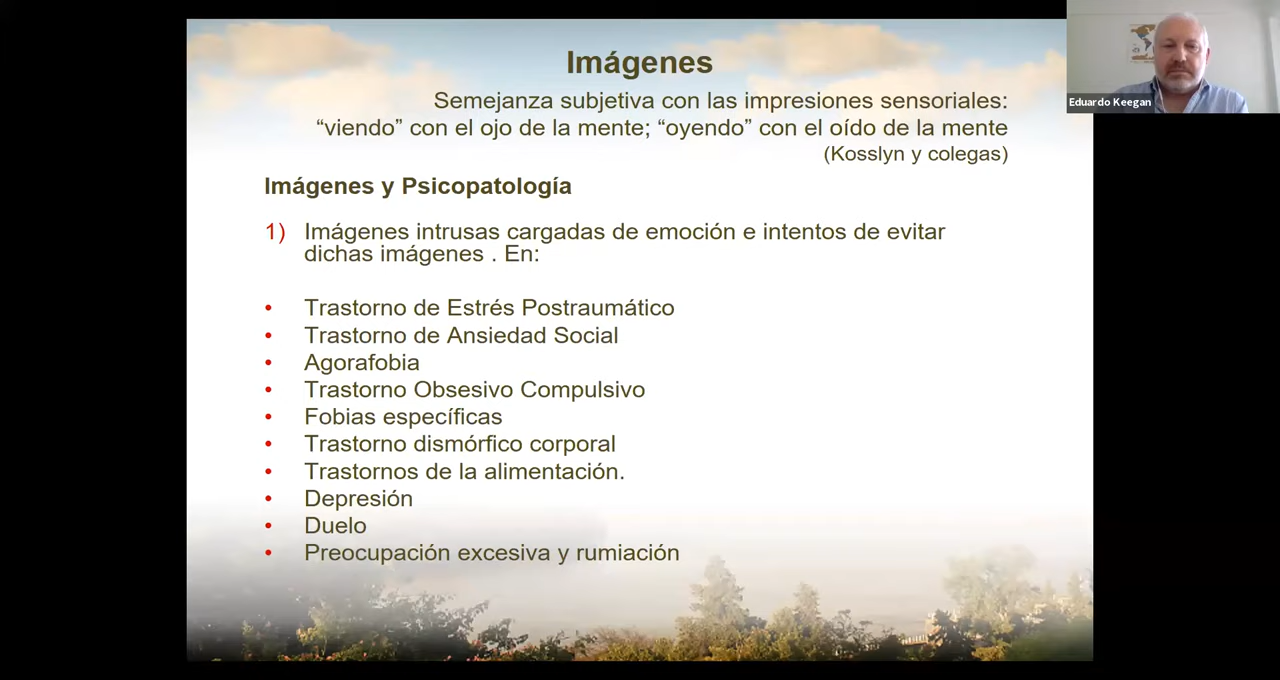 Imágenes
Semejanza subjetiva con las impresiones sensoriales:
“viendo” con el ojo de la mente; “oyendo” con el oído de la mente
(Kosslyn y colegas)
Imágenes y Psicopatología
1) Imágenes intrusas cargadas de emoción e intentos de evitar
dichas imágenes . En:
• Trastorno de Estrés Postraumático
• Trastorno de Ansiedad Social
• Agorafobia
• Trastorno Obsesivo Compulsivo
• Fobias específicas
• Trastorno dismórfico corporal
• Trastornos de la alimentación.
• Depresión
• Duelo
• Preocupación excesiva y rumiación
Eduardo Keegan